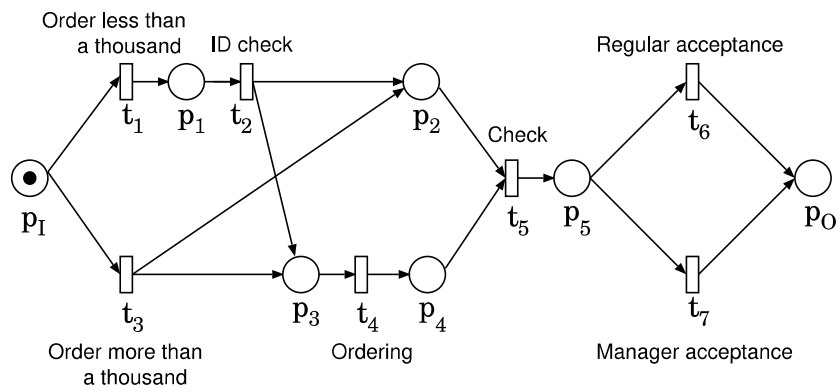 Order less than
a thousand
ID check
Regular acceptance
t1
p1
t2
p2
t6
Check
pI
t5
p5
pO
t3
p3
t4
p4
t7
Order more than
a thousand
Ordering
Manager acceptance